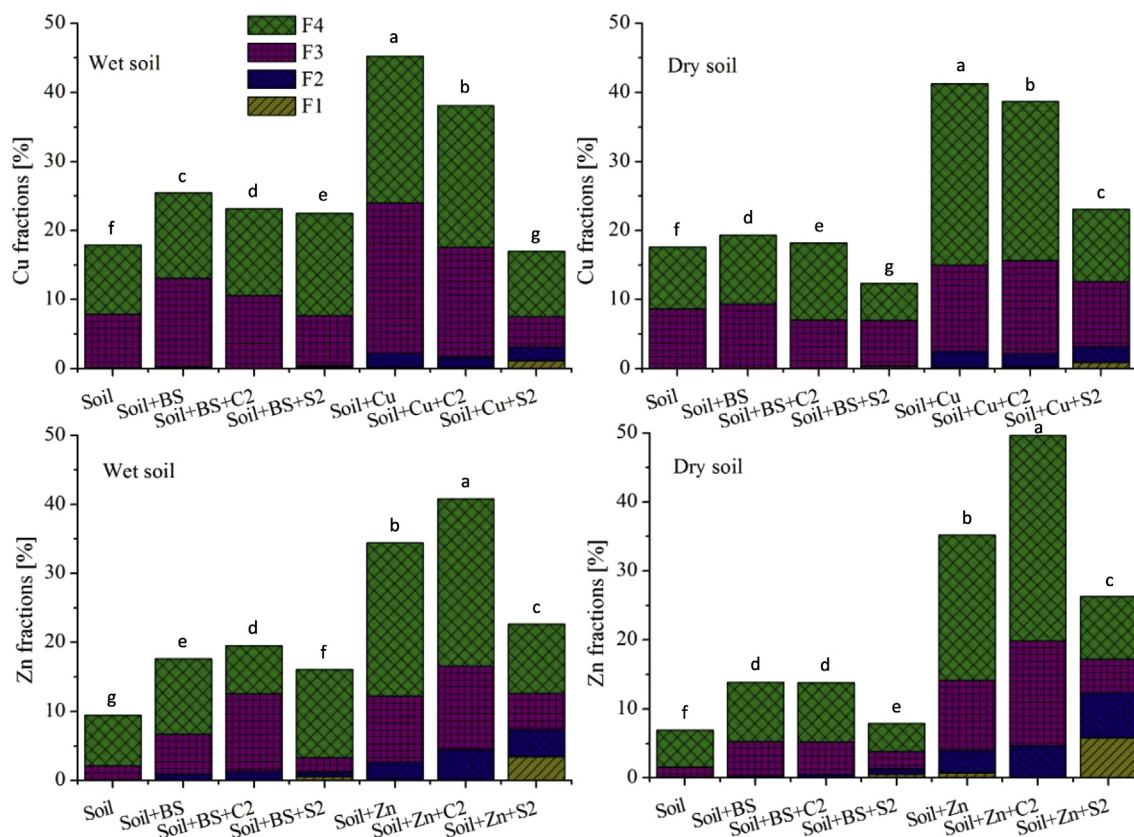 50
40
30
20
10
0
Cu fractions [%]
Wet soil
F4
F3
F2
F1
f
c
d
e
a
b
g
Soil
Soil+BS
Soil+BS+C2
Soil+BS+S2
Soil+Cu
Soil+Cu+C2
Soil+Cu+S2
50
40
30
20
10
0
Cu fractions [%]
Dry soil
f
d
e
g
a
b
c
Soil
Soil+BS
Soil+BS+C2
Soil+BS+S2
Soil+Cu
Soil+Cu+C2
Soil+Cu+S2
50
40
30
20
10
0
Zn fractions [%]
Wet soil
g
e
d
f
b
a
c
Soil
Soil+BS
Soil+BS+C2
Soil+BS+S2
Soil+Zn
Soil+Zn+C2
Soil+Zn+S2
50
40
30
20
10
0
Zn fractions [%]
Dry soil
f
d
d
e
b
a
c
Soil
Soil+BS
Soil+BS+C2
Soil+BS+S2
Soil+Zn
Soil+Zn+C2
Soil+Zn+S2